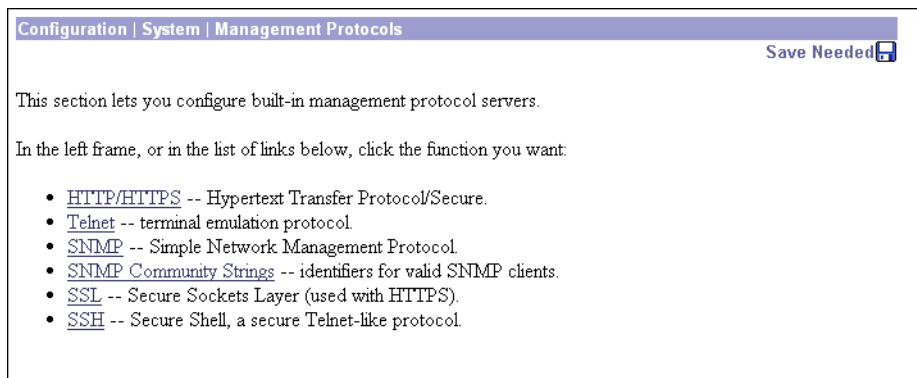 Configuration | System | Management Protocols
Save Needed
This section lets you configure built-in management protocol servers.
In the left frame, or in the list of links below, click the function you want:
• HTTP/HTTPS -- Hypertext Transfer Protocol/Secure.
• Telnet -- terminal emulation protocol.
• SNMP -- Simple Network Management Protocol.
• SNMP Community Strings -- identifiers for valid SNMP clients.
• SSL -- Secure Sockets Layer (used with HTTPS).
• SSH -- Secure Shell, a secure Telnet-like protocol.